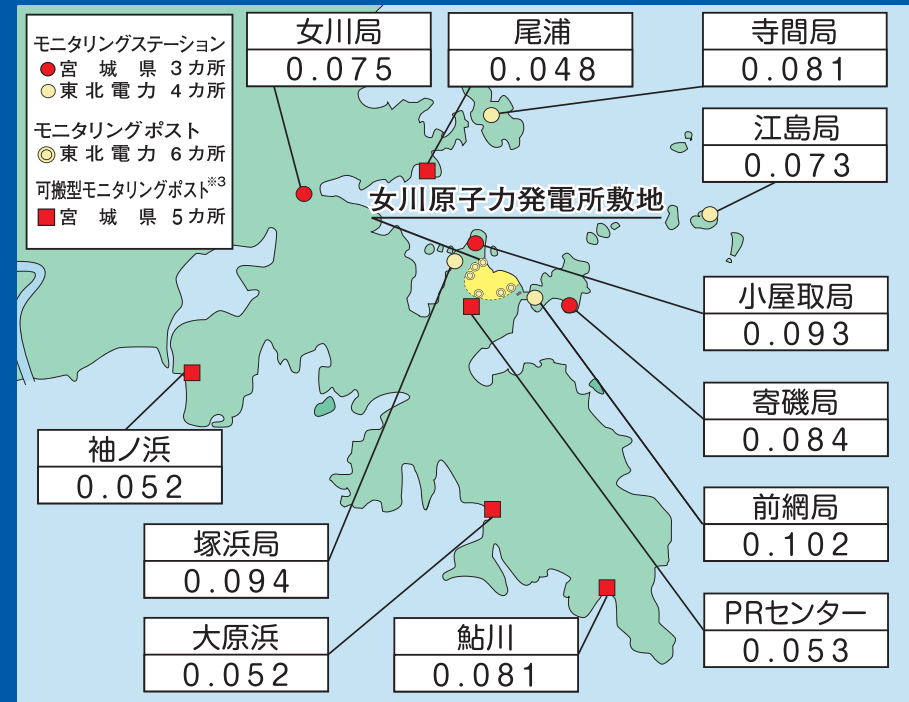 モニタリングステーション
宮城県 3カ所
東北電力 4カ所
モニタリングポスト
東北電力 6カ所
可搬型モニタリングポスト※3
宮城県 5カ所
女川局
0.075
尾浦
0.048
寺間局
0.081
江島局
0.073
女川原子力発電所敷地
小屋取局
0.093
寄磯局
0.084
袖ノ浜
0.052
前網局
0.102
塚浜局
0.094
PRセンター
0.053
大原浜
0.052
鮎川
0.081